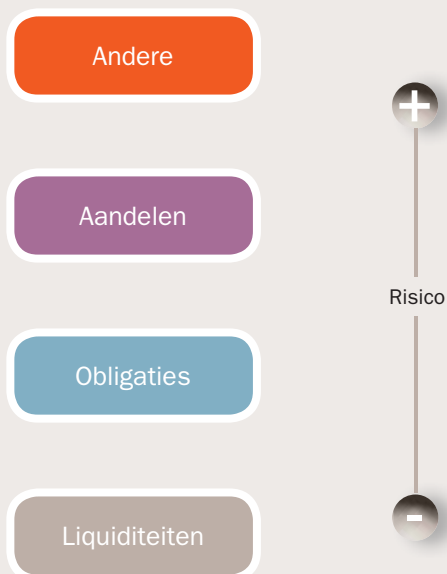 Andere
+
Aandelen
Risico
Obligaties
-
Liquiditeiten